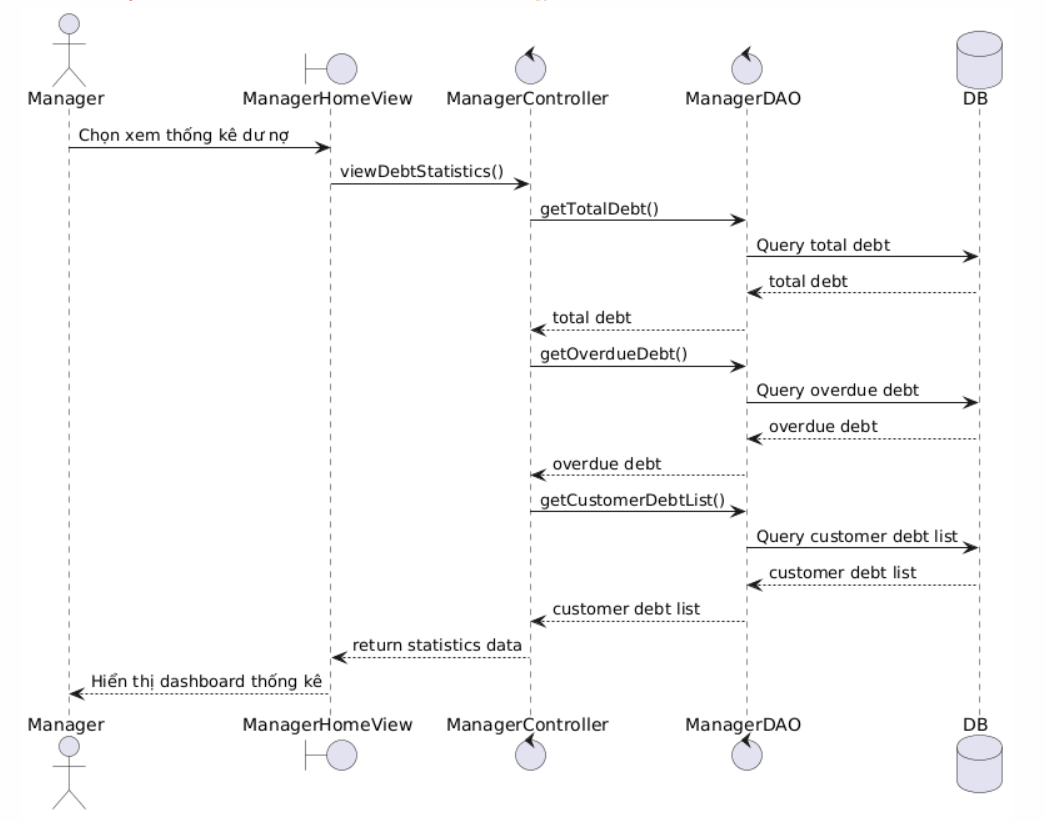 Manager
ManagerHomeView
ManagerController
ManagerDAO
DB
Chọn xem thống kê dư nợ
viewDebtStatistics()
getTotalDebt()
Query total debt
total debt
total debt
getOverdueDebt()
Query overdue debt
overdue debt
overdue debt
getCustomerDebtList()
Query customer debt list
customer debt list
customer debt list
return statistics data
Hiển thị dashboard thống kê
Manager
ManagerHomeView
ManagerController
ManagerDAO
DB